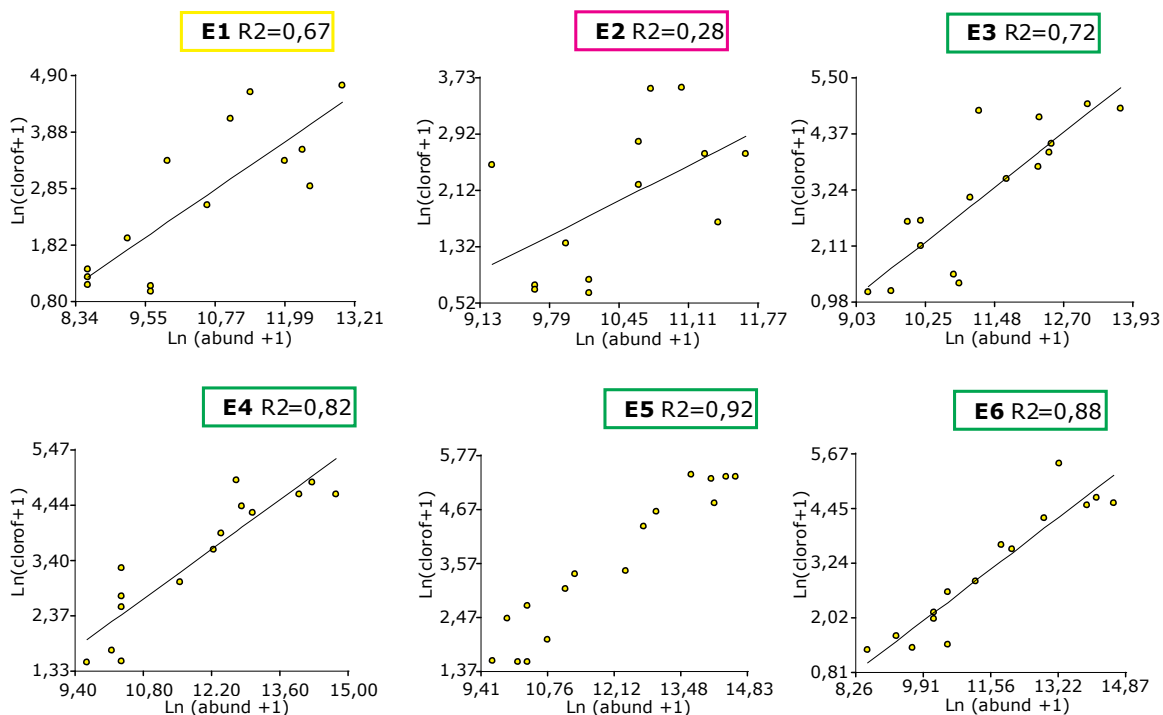 E1 R2=0,67
E2 R2=0,28
E3 R2=0,72
4,90
3,88
2,85
1,82
0,80
Ln(clorof+1)
8,34 9,55 10,77 11,99 13,21
Ln (abund +1)
3,73
2,92
2,12
1,32
0,52
Ln(clorof+1)
9,13 9,79 10,45 11,11 11,77
Ln (abund +1)
5,50
4,37
3,24
2,11
0,98
Ln(clorof+1)
9,03 10,25 11,48 12,70 13,93
Ln (abund +1)
E4 R2=0,82
E5 R2=0,92
E6 R2=0,88
5,47
4,44
3,40
2,37
1,33
Ln(clorof+1)
9,40 10,80 12,20 13,60 15,00
Ln (abund +1)
5,77
4,67
3,57
2,47
1,37
Ln(clorof+1)
9,41 10,76 12,12 13,48 14,83
Ln (abund +1)
5,67
4,45
3,24
2,02
0,81
Ln(clorof+1)
8,26 9,91 11,56 13,22 14,87
Ln (abund +1)